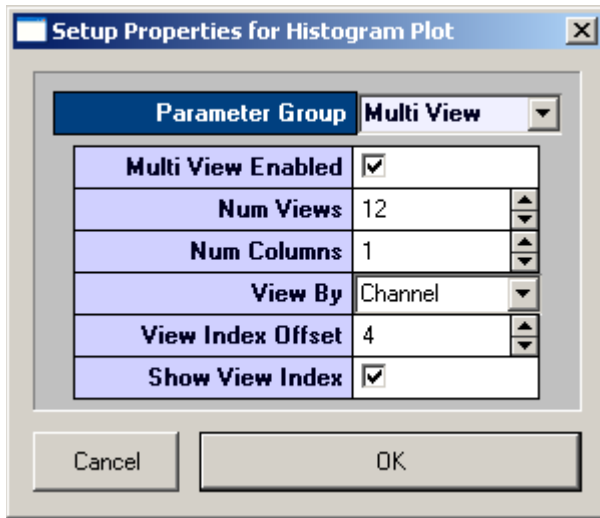 Setup Properties for Histogram Plot
Parameter Group Multi View
Multi View Enabled
Num Views 12
Num Columns 1
View By Channel
View Index Offset 4
Show View Index
Cancel OK